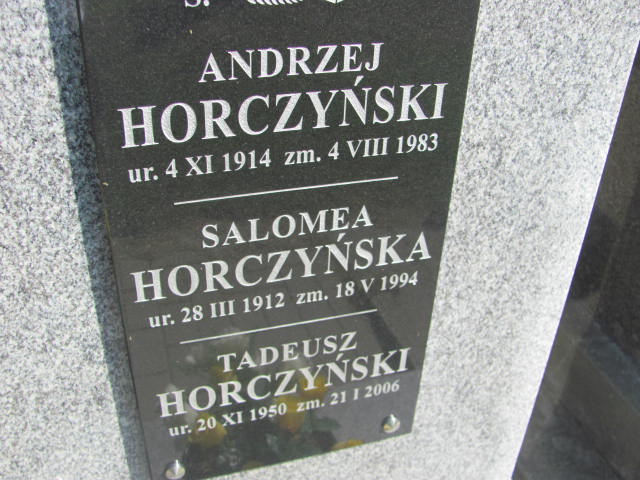 Ś.
ANDRZEJ
HORCZYŃSKI
ur. 4 XI 1914 zm. 4 VIII 1983
SALOMEA
HORCZYŃSKA
ur. 28 III 1912 zm. 18 V 1994
TADEUSZ
HORCZYŃSKI
ur. 20 XI 1950 zm. 21 I 2006